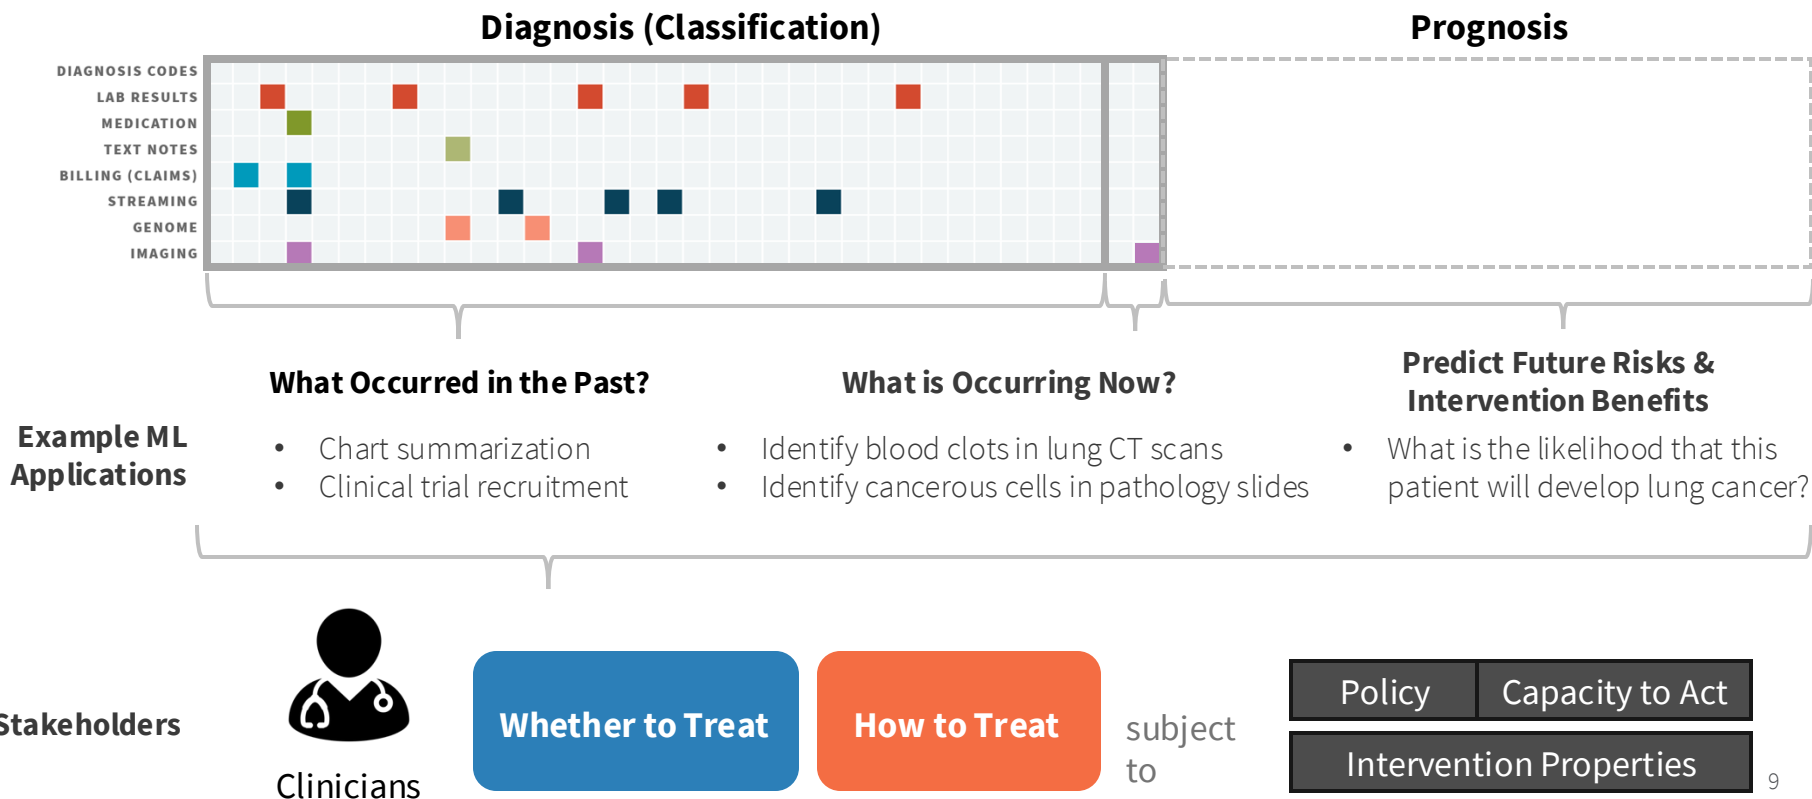 Diagnosis (Classification)
Prognosis
DIAGNOSIS CODES
LAB RESULTS
MEDICATION
TEXT NOTES
BILLING (CLAIMS)
STREAMING
GENOME
IMAGING
What Occurred in the Past?
What is Occurring Now?
Predict Future Risks &
Intervention Benefits
Example ML
Applications
• Chart summarization
• Clinical trial recruitment
• Identify blood clots in lung CT scans
• Identify cancerous cells in pathology slides
• What is the likelihood that this
patient will develop lung cancer?
Stakeholders
Clinicians
Whether to Treat
How to Treat
subject
to
Policy
Capacity to Act
Intervention Properties
9